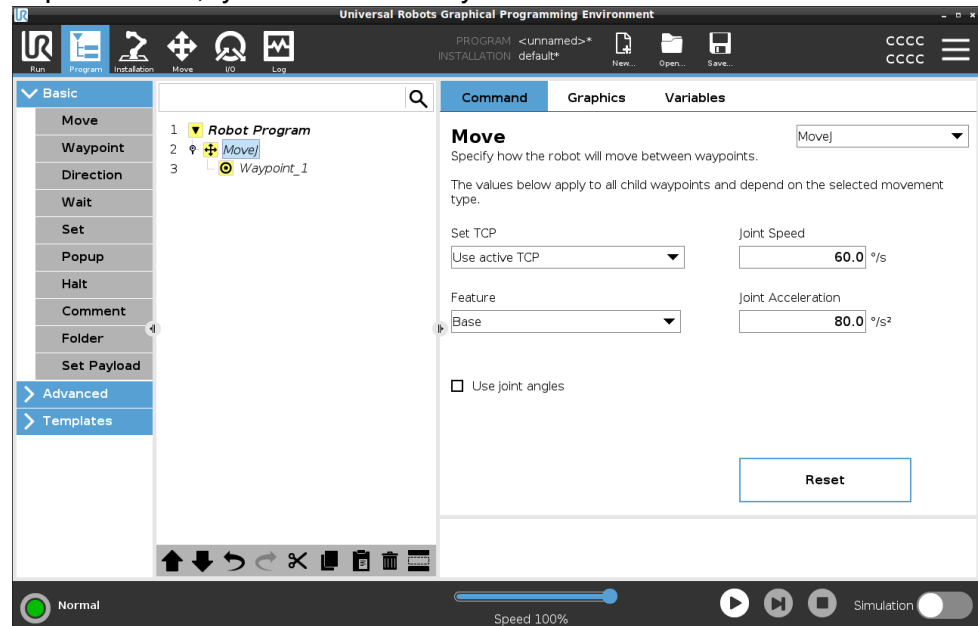 Universal Robots Graphical Programming Environment
UR
Run
Program
Installation
Move
I/O
Log
PROGRAM <unnamed>*
INSTALLATION default*
New...
Open...
Save...
CCCC
CCCC
Basic
Move
Waypoint
Direction
Wait
Set
Popup
Halt
Comment
Folder
Set Payload
Advanced
Templates
1 Robot Program
2 MoveJ
3 Waypoint_1
Command Graphics Variables
Move
MoveJ
Specify how the robot will move between waypoints.
The values below apply to all child waypoints and depend on the selected movement
type.
Set TCP
Joint Speed
Use active TCP
60.0 °/s
Feature
Joint Acceleration
Base
80.0 °/s²
Use joint angles
Reset
Normal
Speed 100%
Simulation